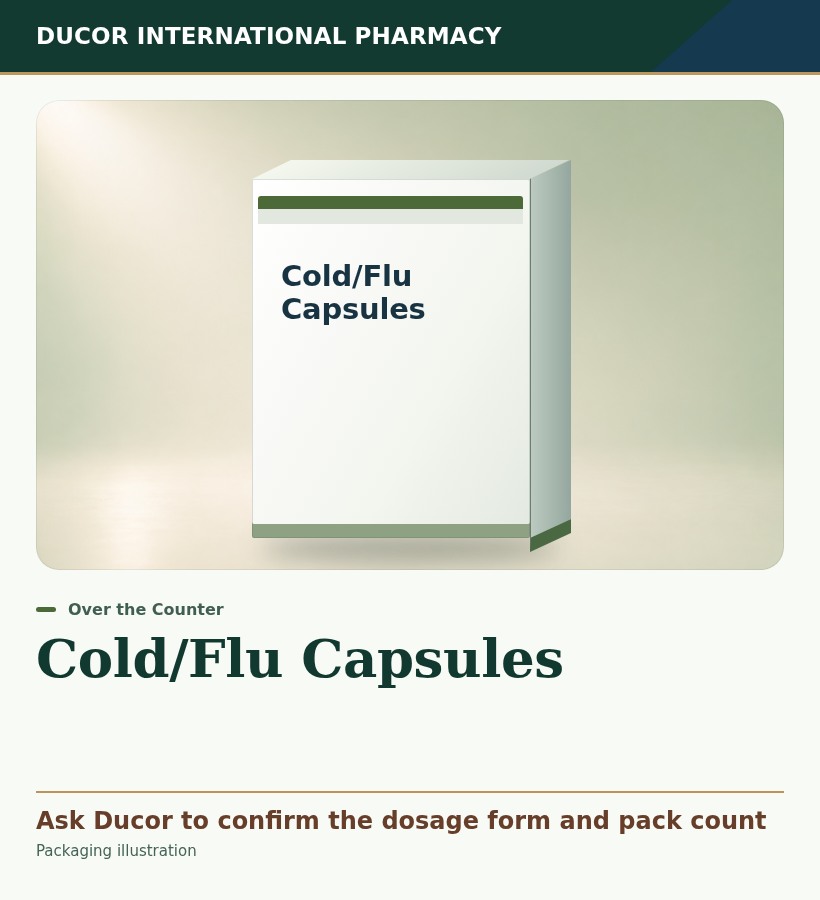 DUCOR INTERNATIONAL PHARMACY
Cold/Flu
Capsules
Over the Counter
Cold/Flu Capsules
Ask Ducor to confirm the dosage form and pack count
Packaging illustration